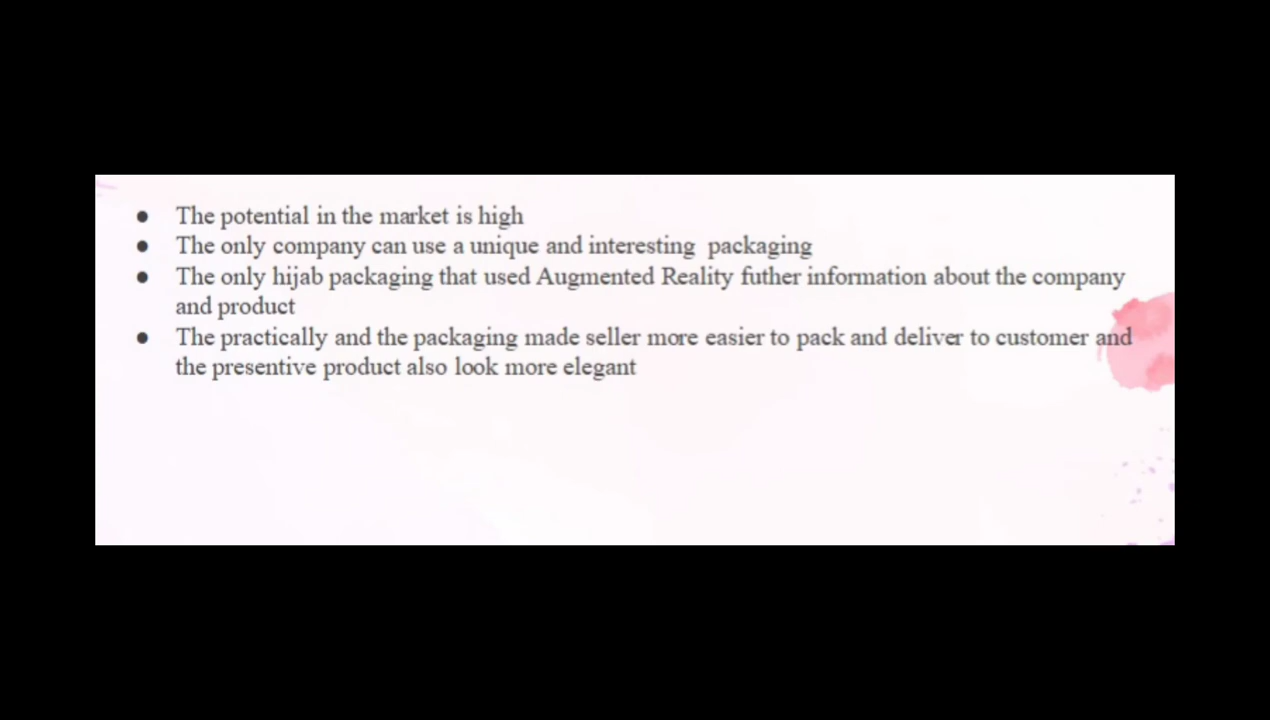 ● The potential in the market is high
● The only company can use a unique and interesting packaging
● The only hijab packaging that used Augmented Reality futher information about the company
and product
● The practically and the packaging made seller more easier to pack and deliver to customer and
the presentive product also look more elegant